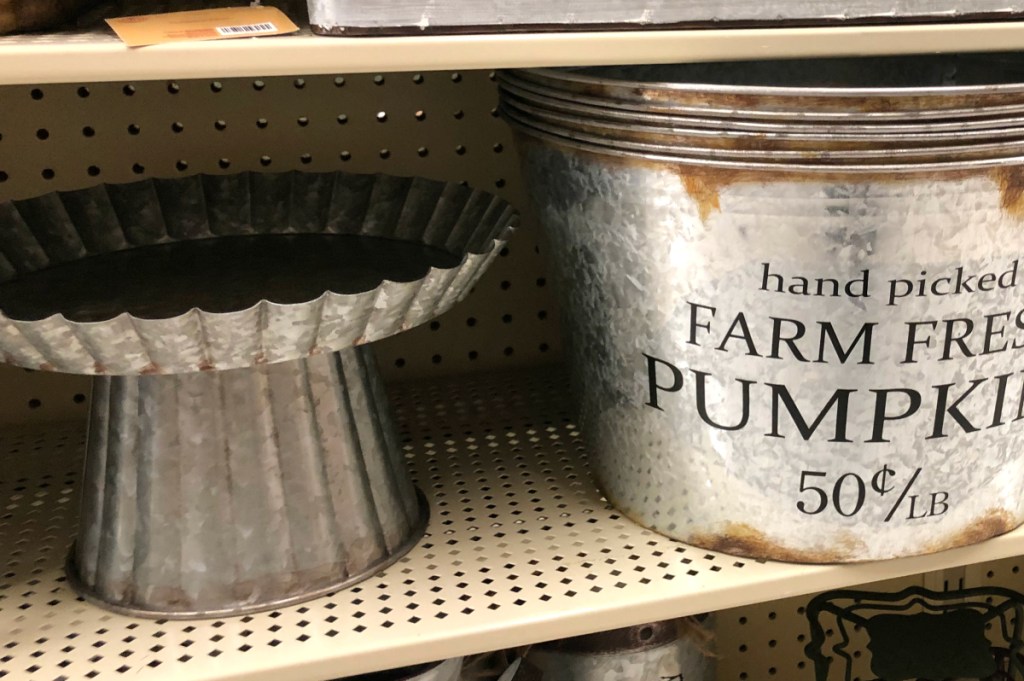 hand picked
FARM FRES
PUMPKI
50¢/LB